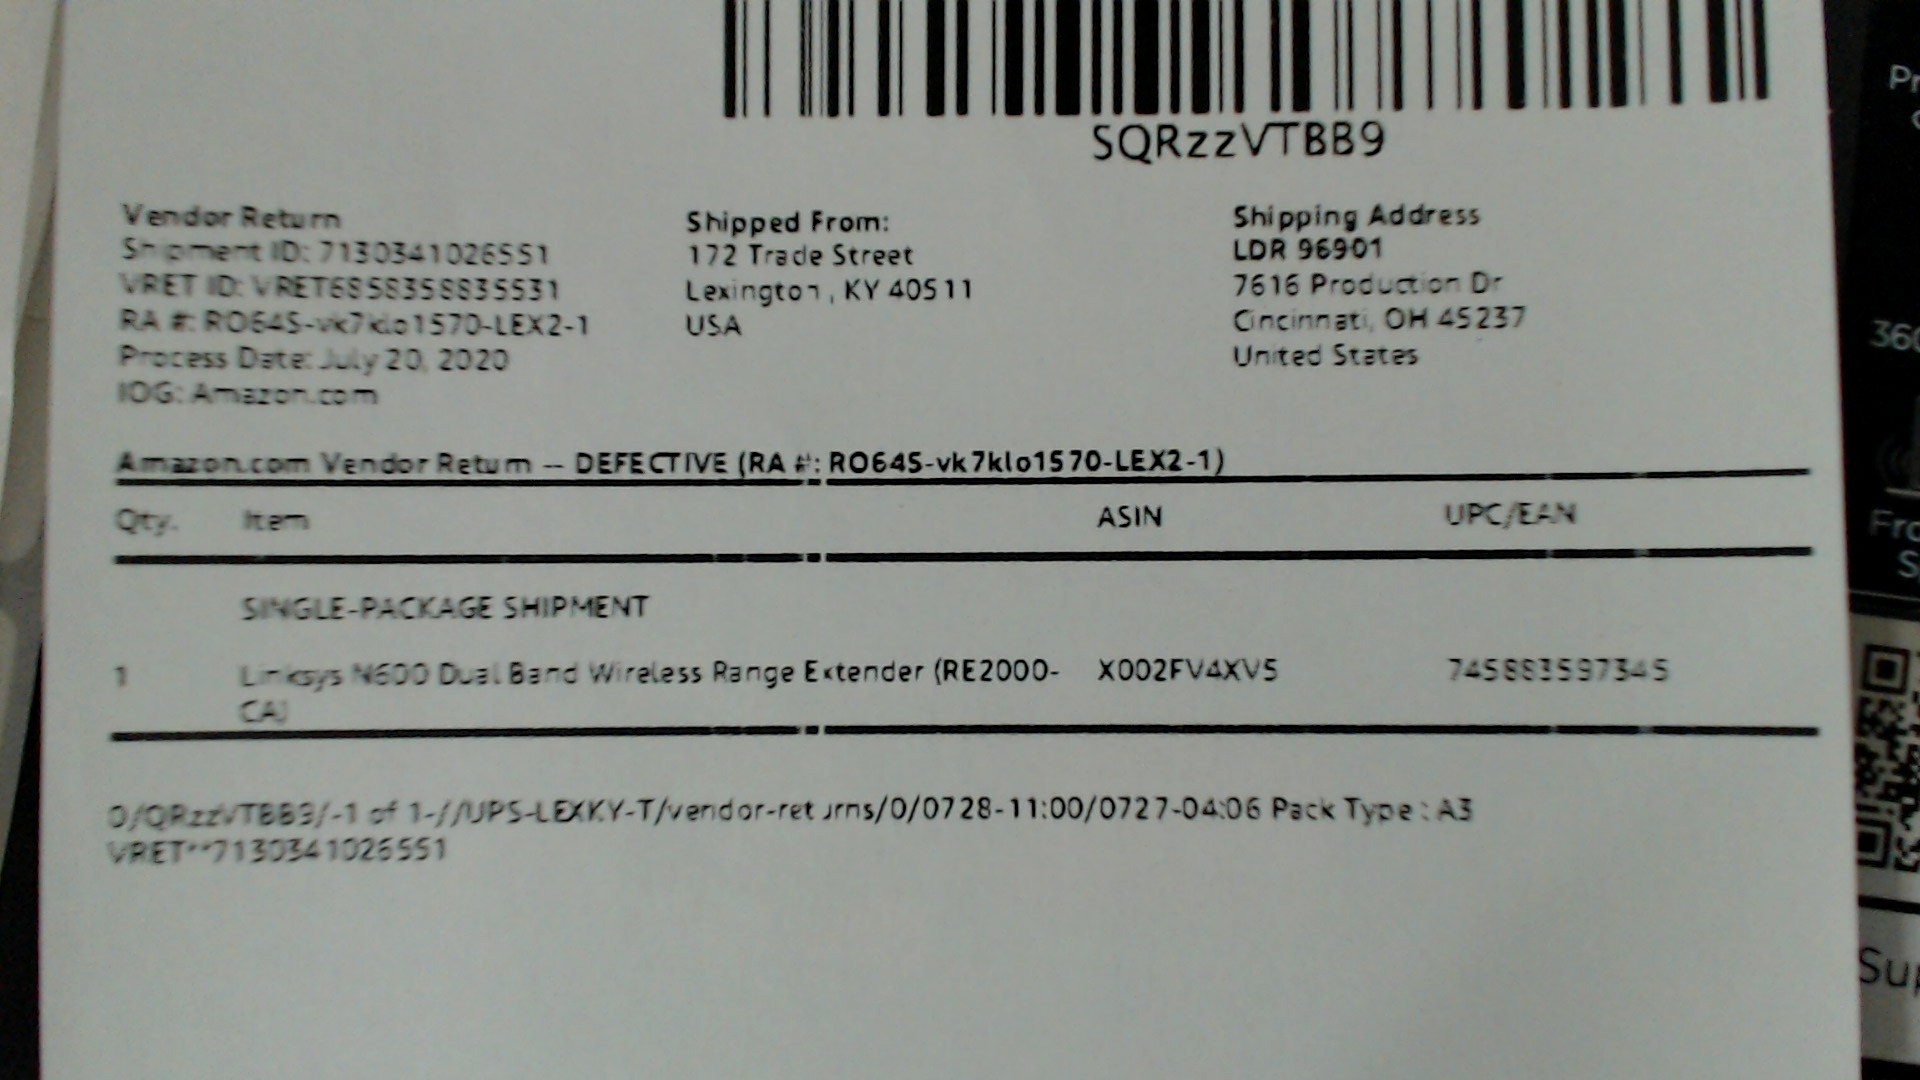 SQRzzVTBB9
Vendor Return
Shipment ID: 7130341026551
VRET ID: VRET6858358835531
RA #: RO64S-vk7klo1570-LEX2-1
Process Date: July 20, 2020
IOG: Amazon.com
Shipped From:
172 Trade Street
Lexington, KY 40511
USA
Shipping Address
LDR 96901
7616 Production Dr
Cincinnati, OH 45237
United States
Amazon.com Vendor Return -- DEFECTIVE (RA #: RO64S-vk7klo1570-LEX2-1)
Qty. Item ASIN UPC/EAN
SINGLE-PACKAGE SHIPMENT
1 Linksys N600 Dual Band Wireless Range Extender (RE2000- X002FV4XV5 745883597345
CA)
0/QRzzVTBB9/-1 of 1-//UPS-LEXKY-T/vendor-returns/0/0728-11:00/0727-04:06 Pack Type : A3
VRET**7130341026551